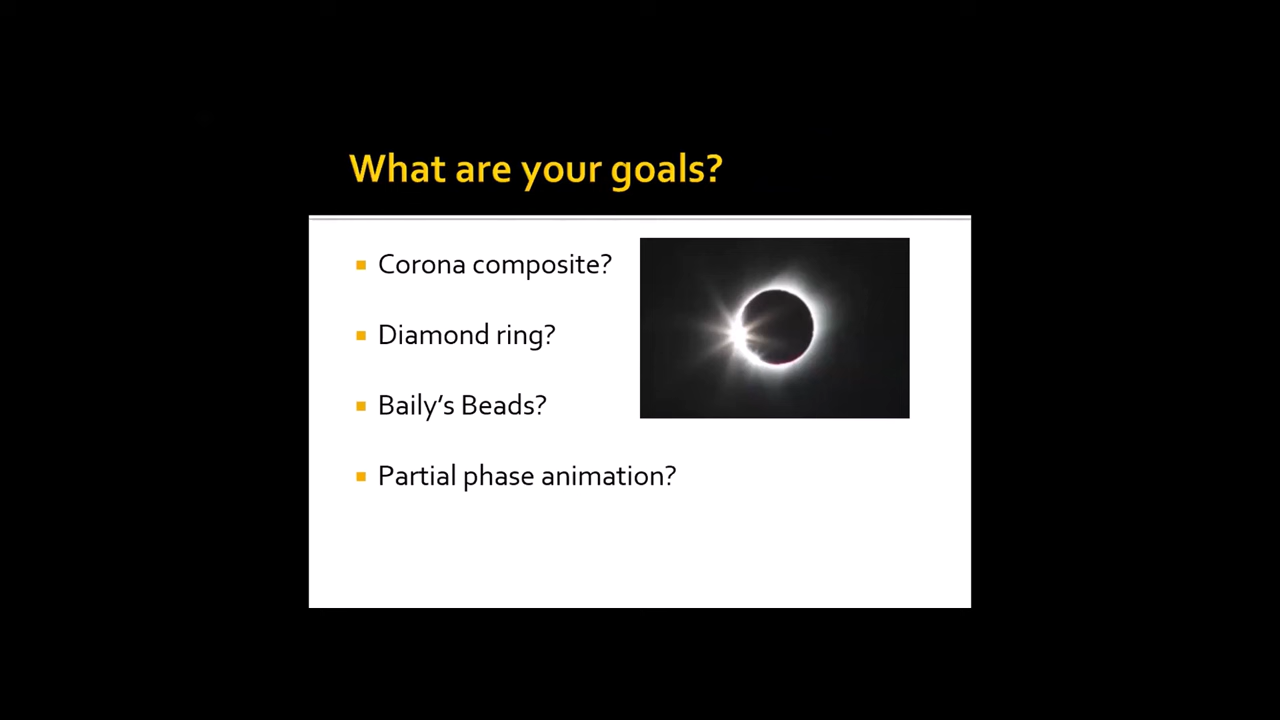 What are your goals?
Corona composite?
Diamond ring?
Baily’s Beads?
Partial phase animation?